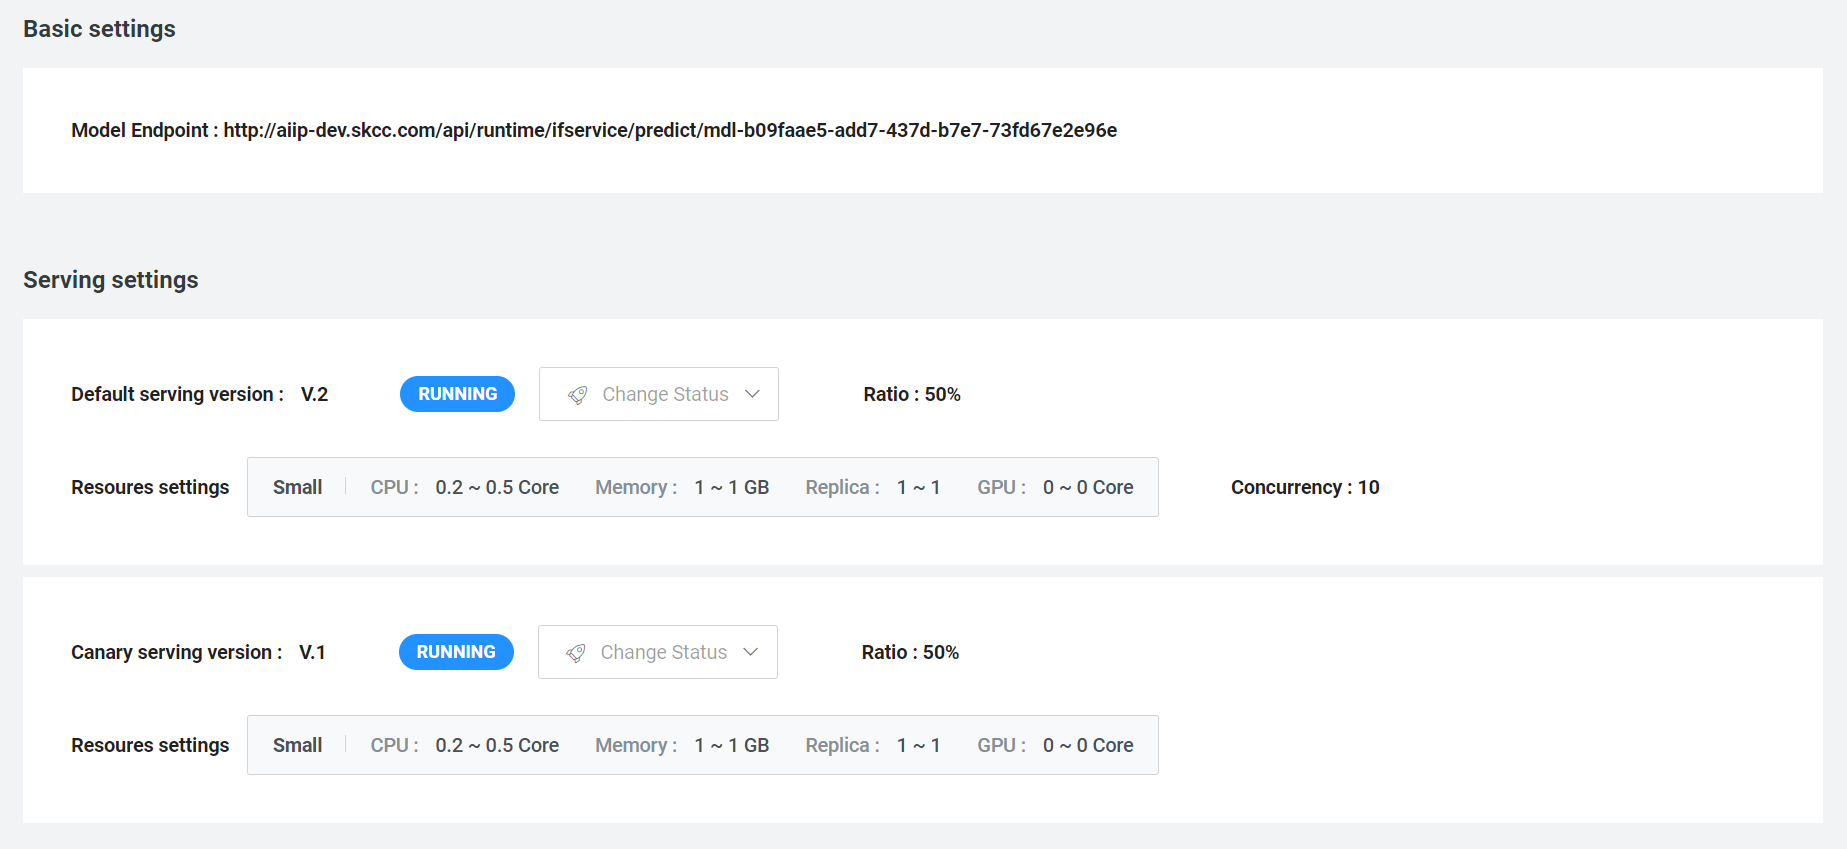 Basic settings
Model Endpoint : http://aiip-dev.skcc.com/api/runtime/ifservice/predict/mdl-b09faae5-add7-437d-b7e7-73fd67e2e96e
Serving settings
Default serving version : V.2 RUNNING Change Status Ratio : 50%
Resoures settings Small CPU : 0.2 ~ 0.5 Core Memory : 1 ~ 1 GB Replica : 1 ~ 1 GPU : 0 ~ 0 Core Concurrency : 10
Canary serving version : V.1 RUNNING Change Status Ratio : 50%
Resoures settings Small CPU : 0.2 ~ 0.5 Core Memory : 1 ~ 1 GB Replica : 1 ~ 1 GPU : 0 ~ 0 Core